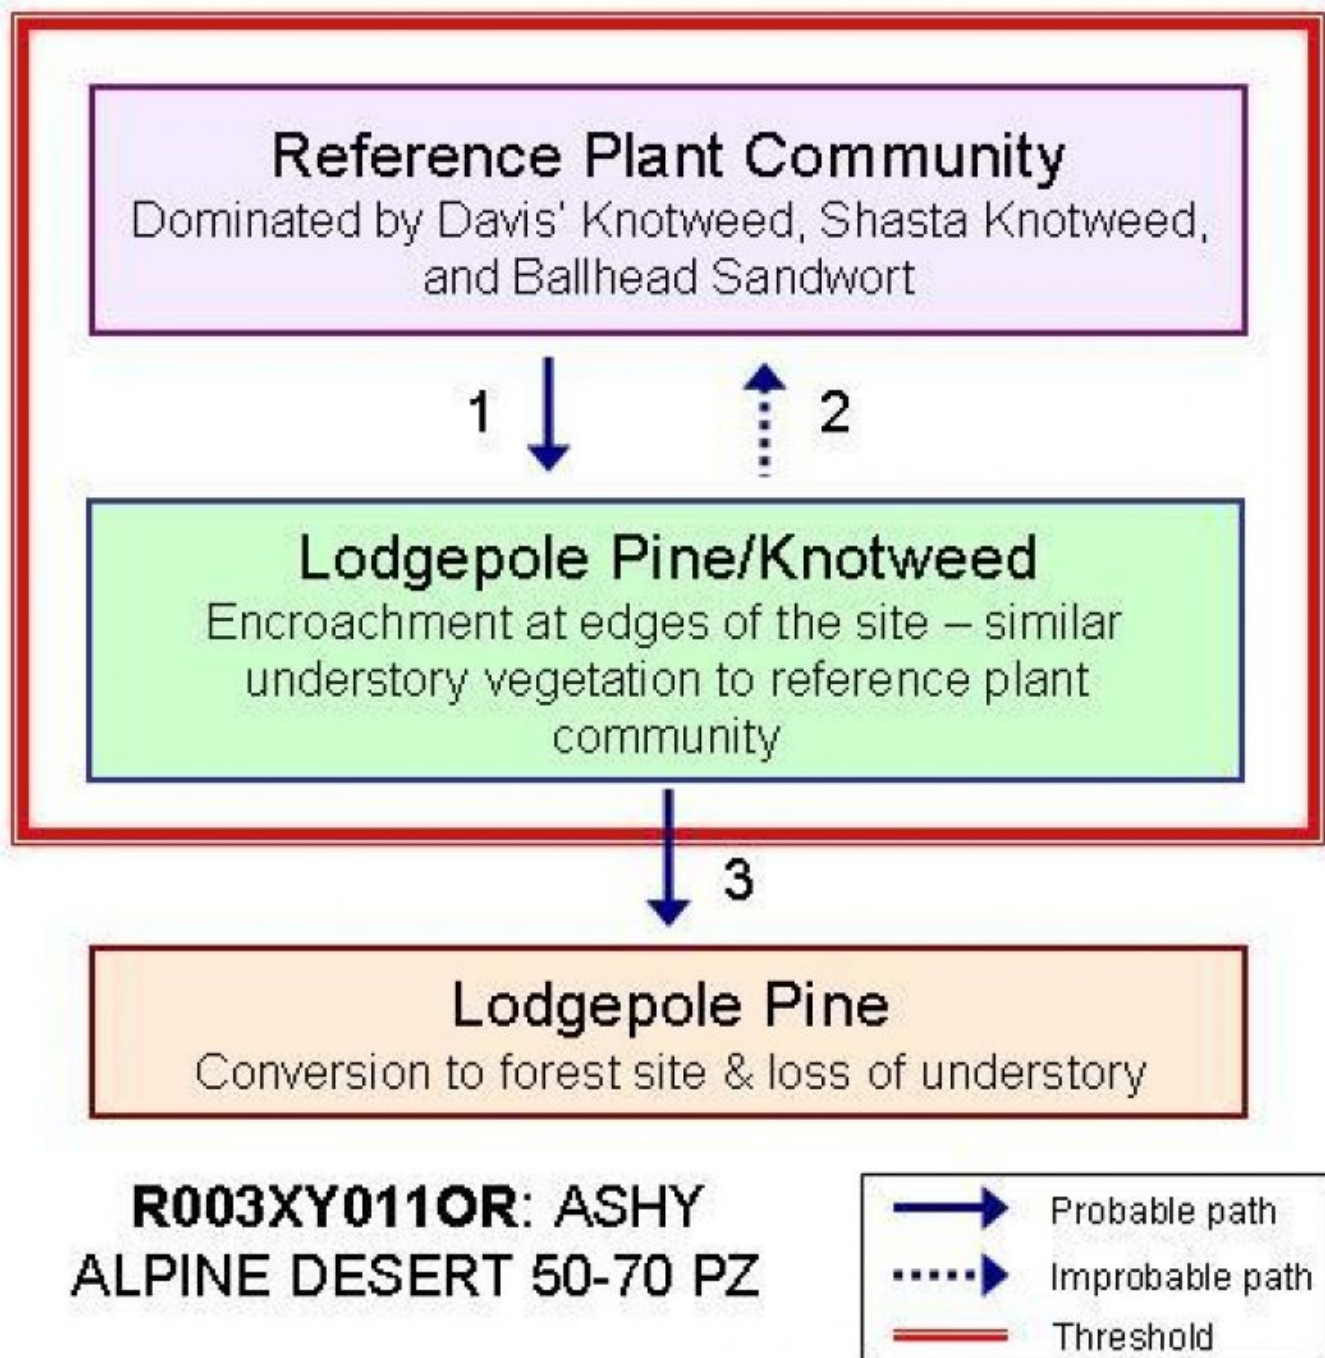 Reference Plant Community
Dominated by Davis' Knotweed, Shasta Knotweed,
and Ballhead Sandwort
1
2
Lodgepole Pine/Knotweed
Encroachment at edges of the site – similar
understory vegetation to reference plant
community
3
Lodgepole Pine
Conversion to forest site & loss of understory
R003XY011OR: ASHY
ALPINE DESERT 50-70 PZ
Probable path
Improbable path
Threshold